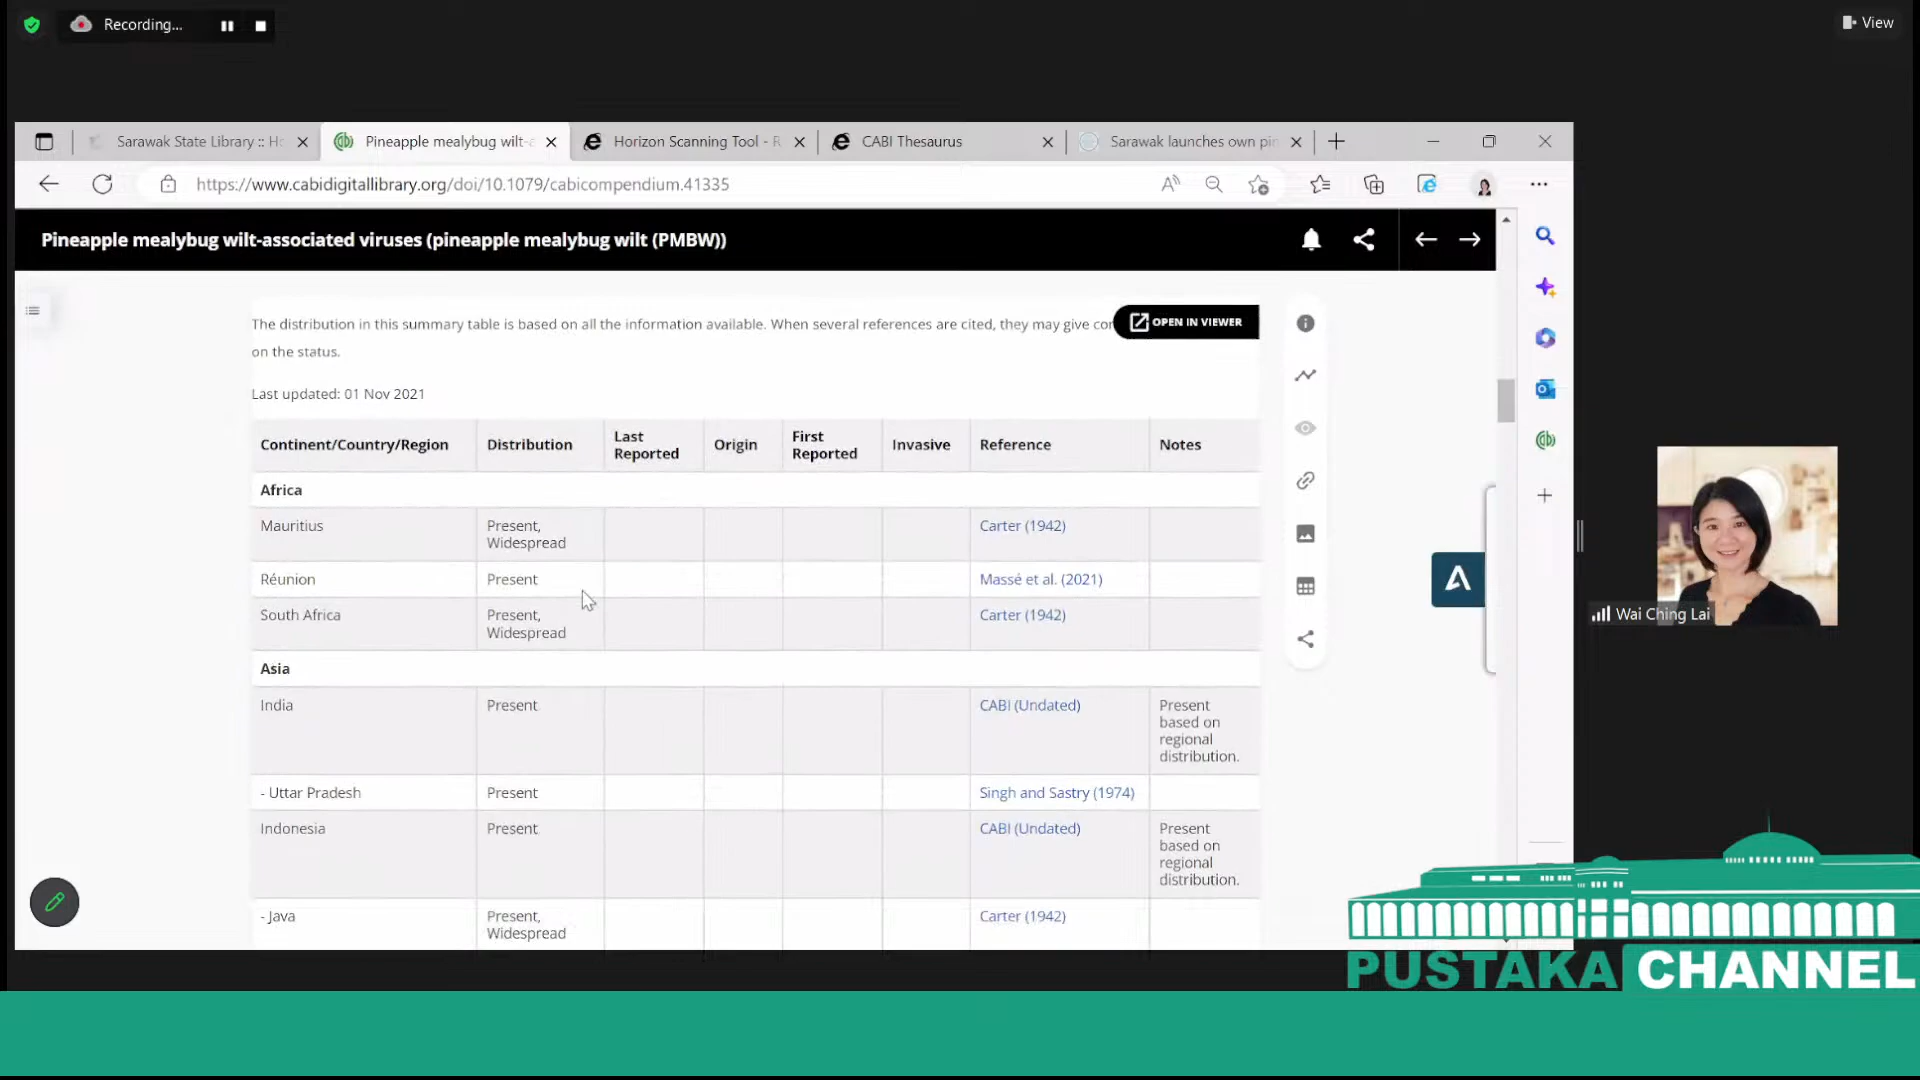 Recording...
View
Sarawak State Library :: H
Pineapple mealybug wilt-
Horizon Scanning Tool - R
CABI Thesaurus
Sarawak launches own pin
https://www.cabidigitallibrary.org/doi/10.1079/cabicompendium.41335
Pineapple mealybug wilt-associated viruses (pineapple mealybug wilt (PMBW))
The distribution in this summary table is based on all the information available. When several references are cited, they may give con
OPEN IN VIEWER
on the status.
Last updated: 01 Nov 2021
Continent/Country/Region Distribution Last Reported Origin First Reported Invasive Reference Notes
Africa
Mauritius Present, Widespread Carter (1942)
Réunion Present Massé et al. (2021)
South Africa Present, Widespread Carter (1942)
Asia
India Present CABI (Undated) Present based on regional distribution.
- Uttar Pradesh Present Singh and Sastry (1974)
Indonesia Present CABI (Undated) Present based on regional distribution.
- Java Present, Widespread Carter (1942)
Wai Ching Lai
PUSTAKA CHANNEL